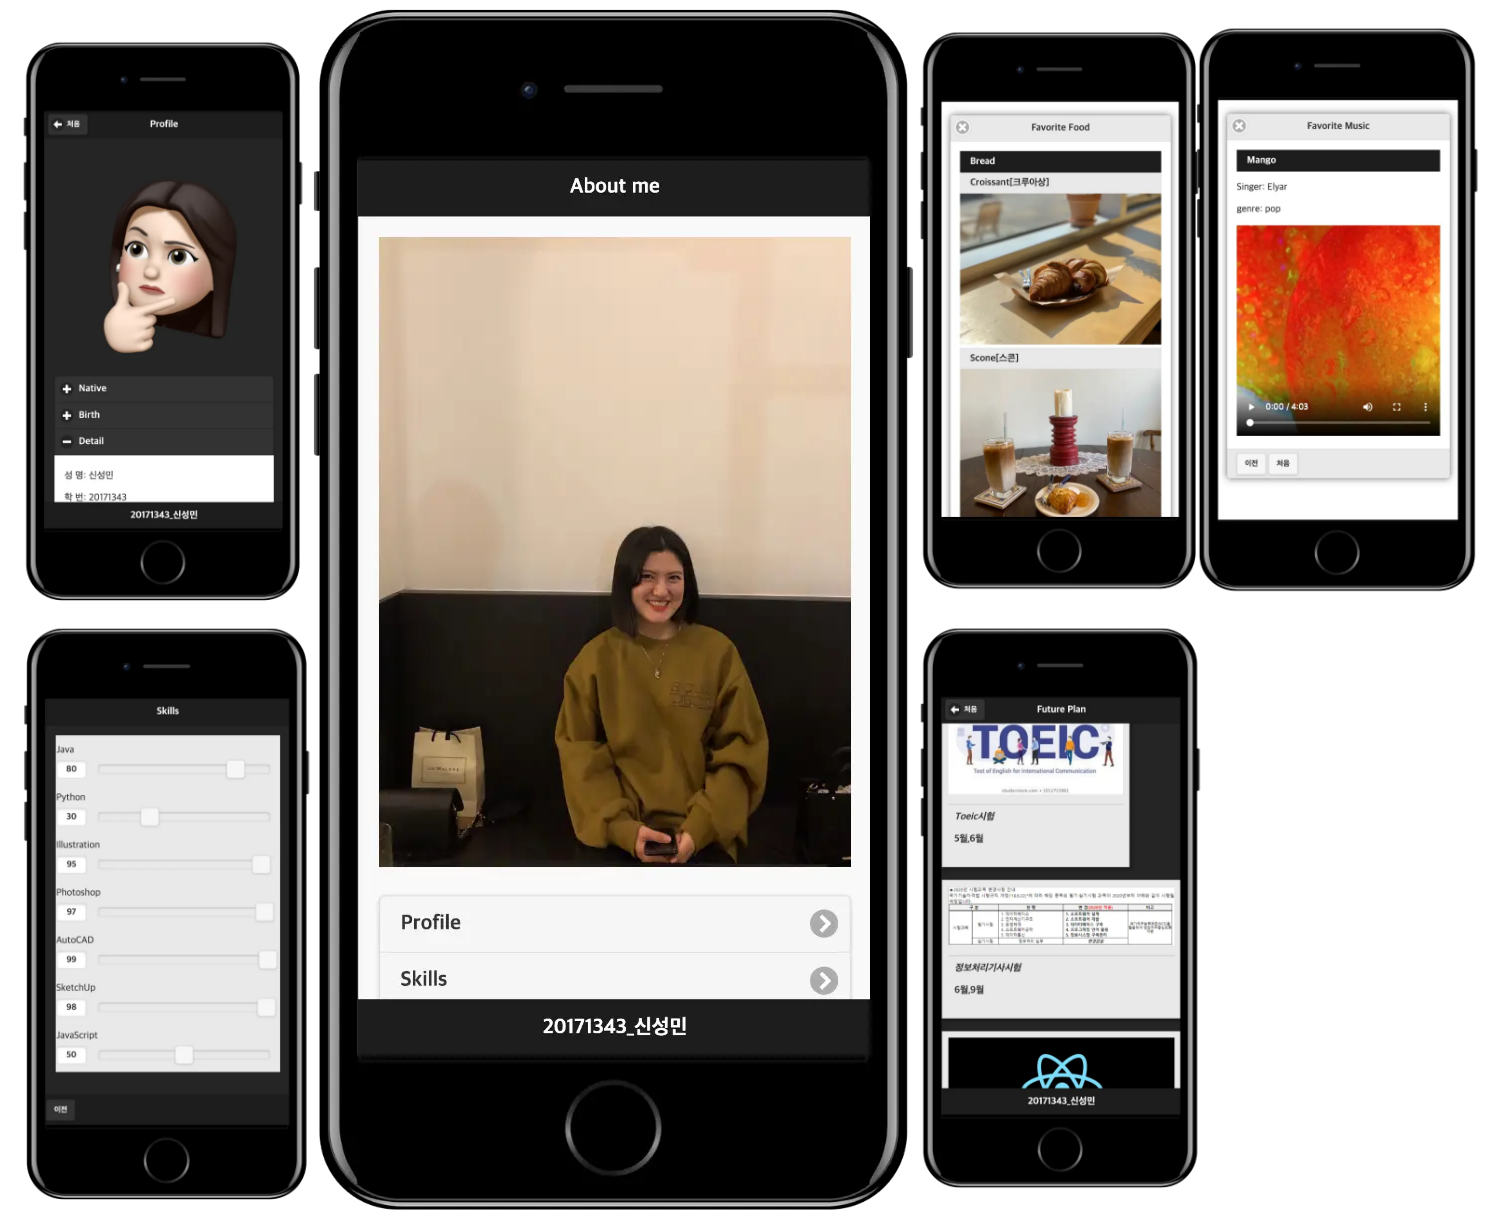 처음
Profile
Native
Birth
Detail
성 명: 신성민
학 번: 20171343
20171343_신성민
About me
Profile
Skills
20171343_신성민
Favorite Food
Bread
Croissant[크루아상]
Scone[스콘]
Favorite Music
Mango
Singer: Elyar
genre: pop
0:00 / 4:03
이전
처음
Skills
Java
80
Python
30
Illustration
95
Photoshop
97
AutoCAD
99
SketchUp
98
JavaScript
50
이전
처음
Future Plan
TOEIC
Test of English for International Communication
Toeic시험
5월,6월
정보처리기사시험
6월,9월
20171343_신성민